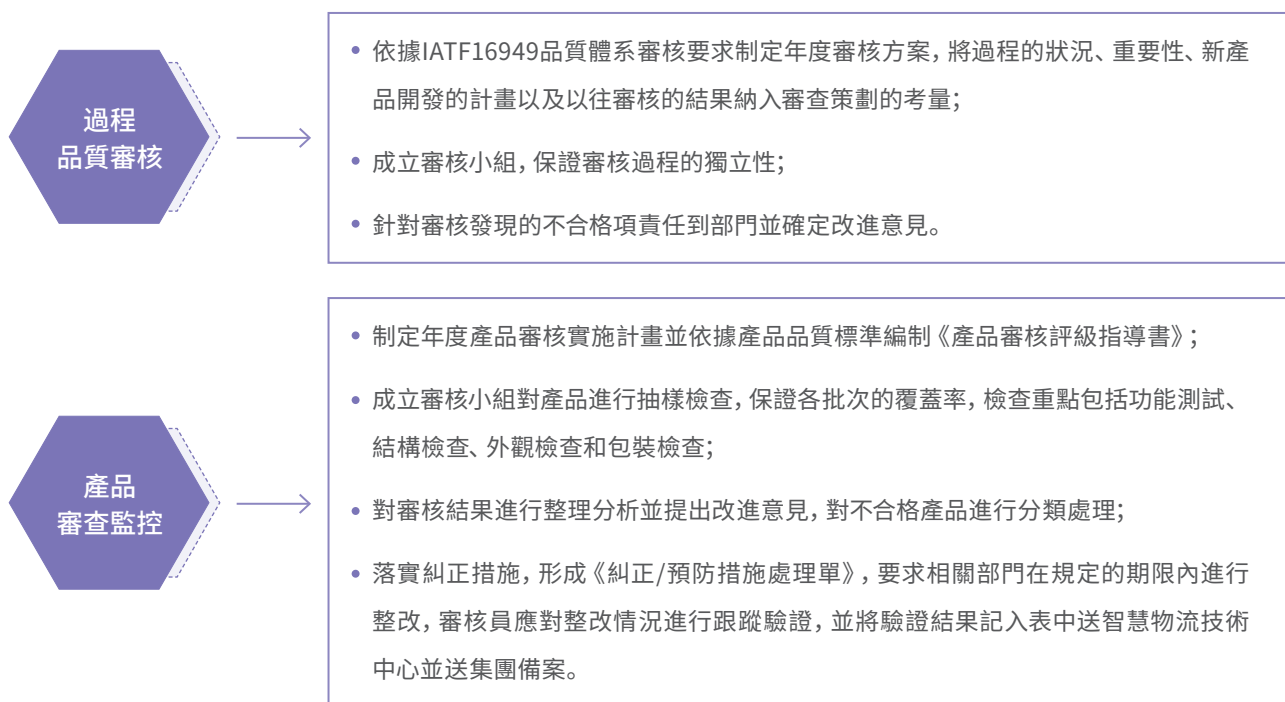 過程
品質審核
• 依據IATF16949品質體系審核要求制定年度審核方案，將過程的狀況、重要性、新產
品開發的計畫以及以往審核的結果納入審查策劃的考量；
• 成立審核小組，保證審核過程的獨立性；
• 針對審核發現的不合格項責任到部門並確定改進意見。
產品
審查監控
• 制定年度產品審核實施計畫並依據產品品質標準編制《產品審核評級指導書》；
• 成立審核小組對產品進行抽樣檢查，保證各批次的覆蓋率，檢查重點包括功能測試、
結構檢查、外觀檢查和包裝檢查；
• 對審核結果進行整理分析並提出改進意見，對不合格產品進行分類處理；
• 落實糾正措施，形成《糾正/預防措施處理單》，要求相關部門在規定的期限內進行
整改，審核員應對整改情況進行跟蹤驗證，並將驗證結果記入表中送智慧物流技術
中心並送集團備案。